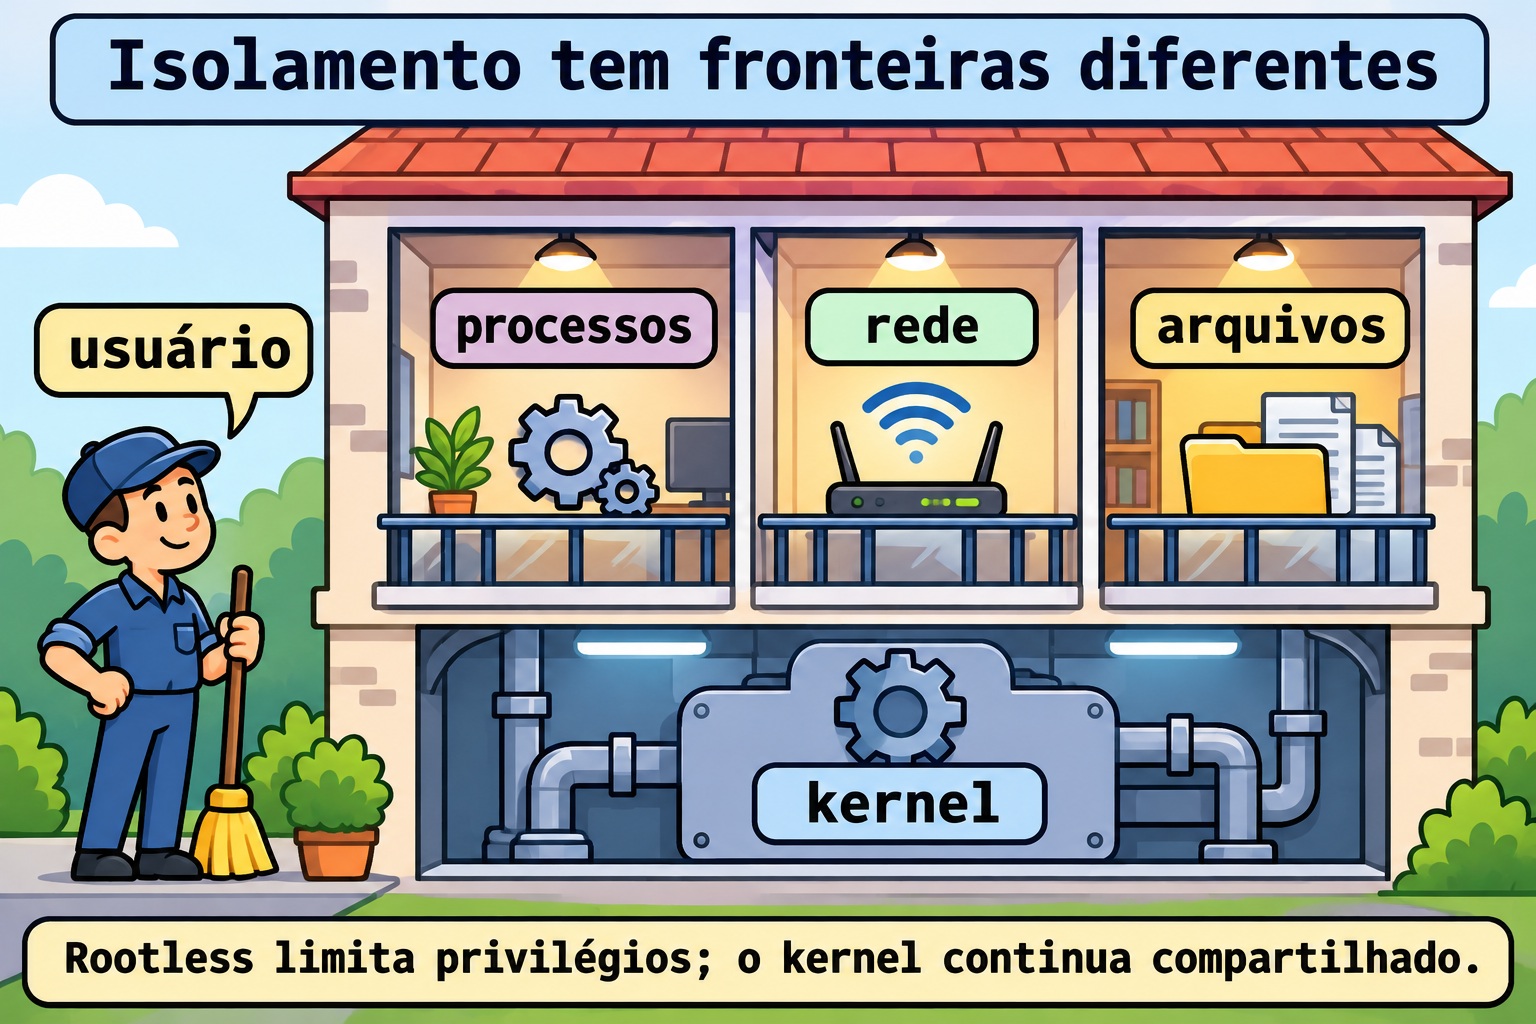 Isolamento tem fronteiras diferentes
usuário
processos
rede
arquivos
kernel
Rootless limita privilégios; o kernel continua compartilhado.